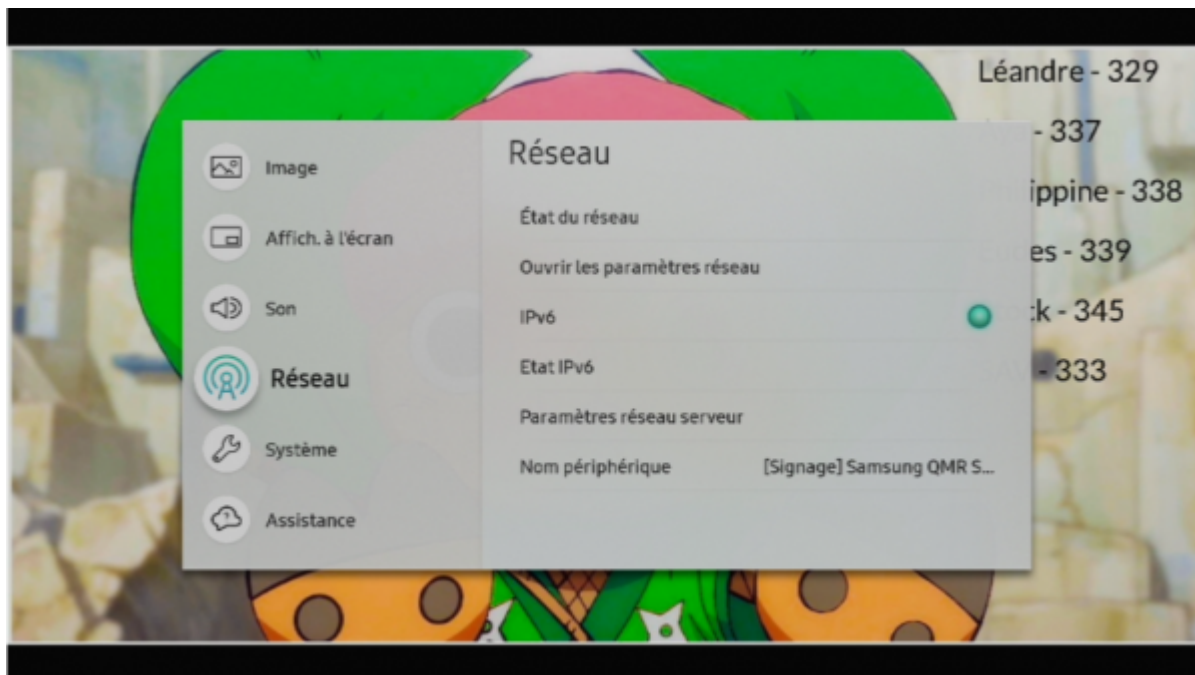 Léandre - 329
- 337
ippine - 338
es - 339
ck - 345
- 333
Image
Affich. à l'écran
Son
Réseau
Système
Assistance
Réseau
État du réseau
Ouvrir les paramètres réseau
IPv6
Etat IPv6
Paramètres réseau serveur
Nom périphérique [Signage] Samsung QMR S...